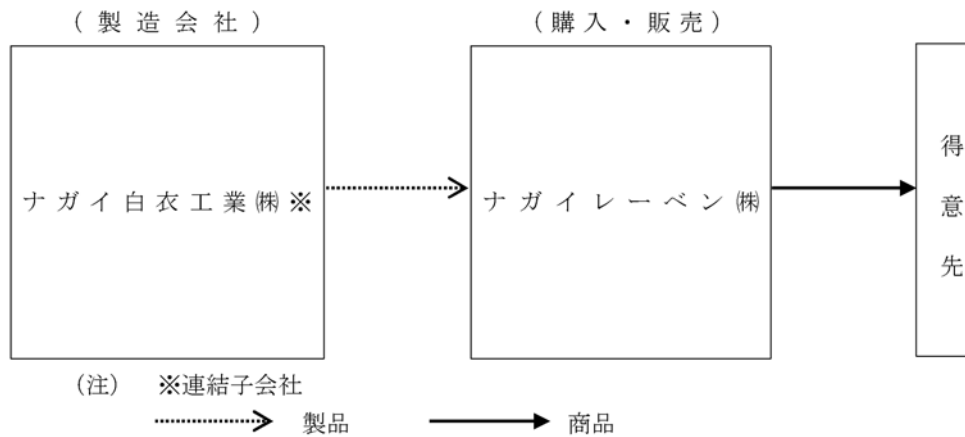 (製造会社)
(購入・販売)
ナガイ白衣工業㈱※
ナガイレーベン㈱
得
意
先
(注) ※連結子会社
製品 商品